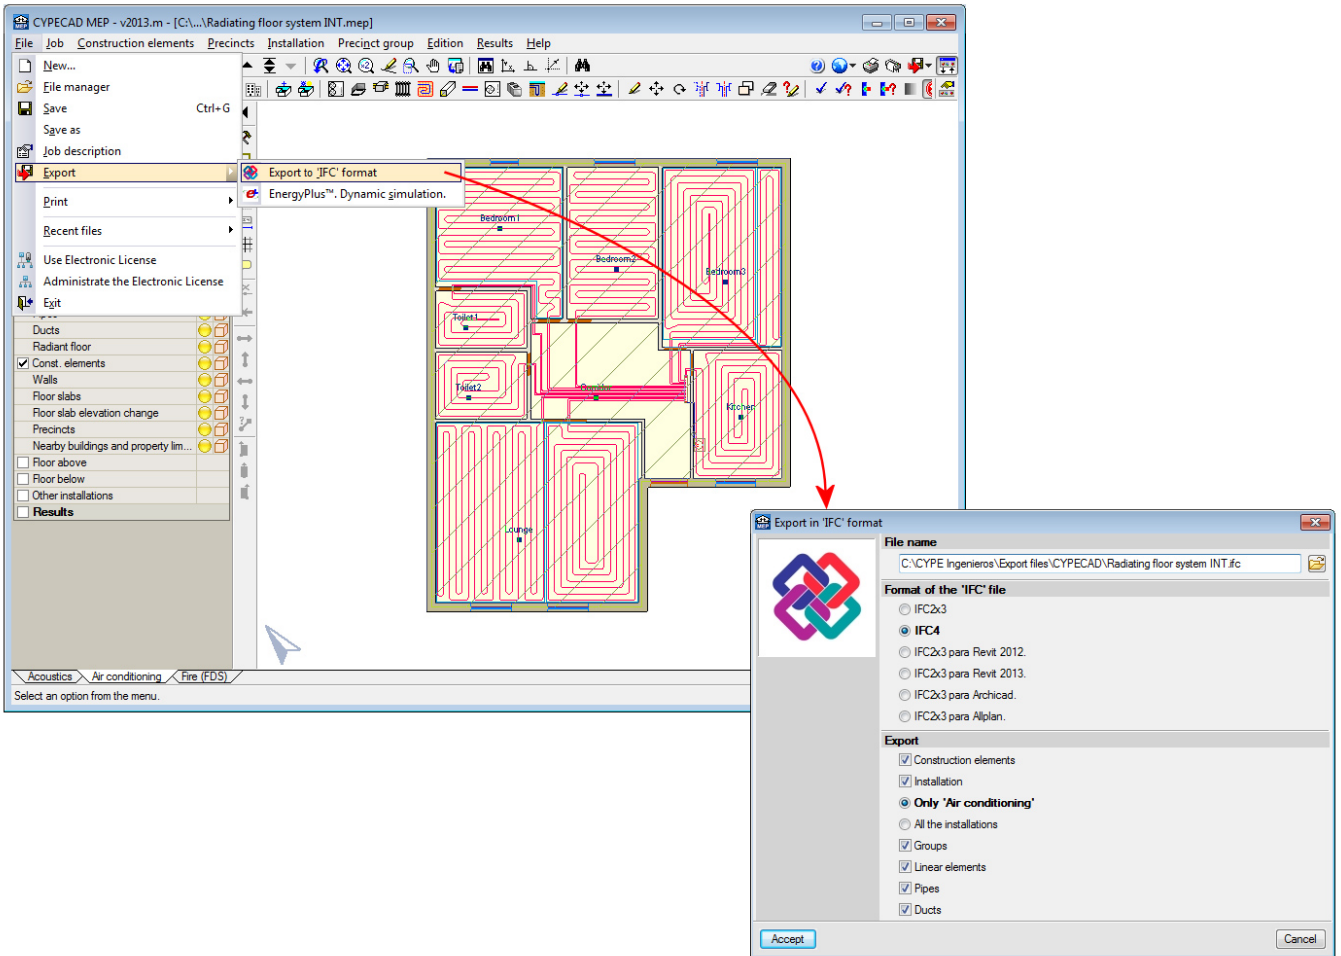 CYPECAD MEP - v2013.m - [C:\...\Radiating floor system INT.mep]
File Job Construction elements Precincts Installation Precinct group Edition Results Help
New...
File manager
Save Ctrl+G
Save as
Job description
Export
Export to 'IFC' format
EnergyPlus™. Dynamic simulation.
Print
Recent files
Use Electronic License
Administrate the Electronic License
Exit
Ducts
Radiant floor
Const. elements
Walls
Floor slabs
Floor slab elevation change
Precincts
Nearby buildings and property lim...
Floor above
Floor below
Other installations
Results
Bedroom1
Bedroom2
Bedroom3
Toilet1
Toilet2
Kitchen
Lounge
Acoustics Air conditioning Fire (FDS)
Select an option from the menu.
Export in 'IFC' format
File name
C:\CYPE Ingenieros\Export files\CYPECAD\Radiating floor system INT.ifc
Format of the 'IFC' file
IFC2x3
IFC4
IFC2x3 para Revit 2012.
IFC2x3 para Revit 2013.
IFC2x3 para Archicad.
IFC2x3 para Allplan.
Export
Construction elements
Installation
Only 'Air conditioning'
All the installations
Groups
Linear elements
Pipes
Ducts
Accept Cancel